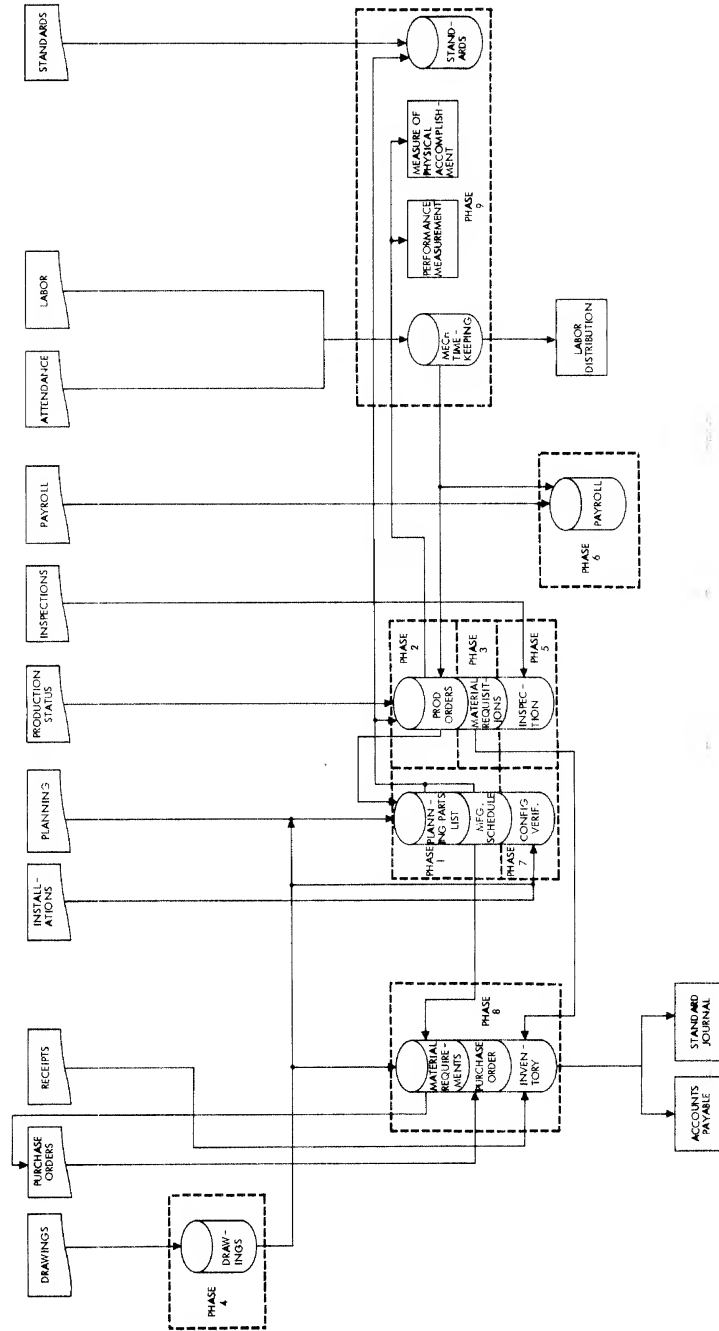 DRAWINGS
PURCHASE
ORDERS
RECEIPTS
INSTALL-
ATIONS
PLANNING
PRODUCTION
STATUS
INSPECTIONS
PAYROLL
ATTENDANCE
LABOR
STANDARDS
DRAW-
INGS
PHASE
4
MATERIAL
REQUIRE-
MENTS
PURCHASE
ORDER
INVEN-
TORY
PHASE
8
PHASE
1
PLANN-
ING PARTS
LIST
MFG.
SCHEDULE
PHASE
7
CONFIG
VERIF.
PROD
ORDERS
PHASE
2
MATERIAL
REQUISIT-
IONS
PHASE
3
INSPEC-
TION
PHASE
5
PAYROLL
PHASE
6
MECH
TIME-
KEEPING
PERFORMANCE
MEASUREMENT
MEASURE OF
PHYSICAL
ACCOMPLISH-
MENT
STAND-
ARDS
PHASE
9
ACCOUNTS
PAYABLE
STANDARD
JOURNAL
LABOR
DISTRIBUTION